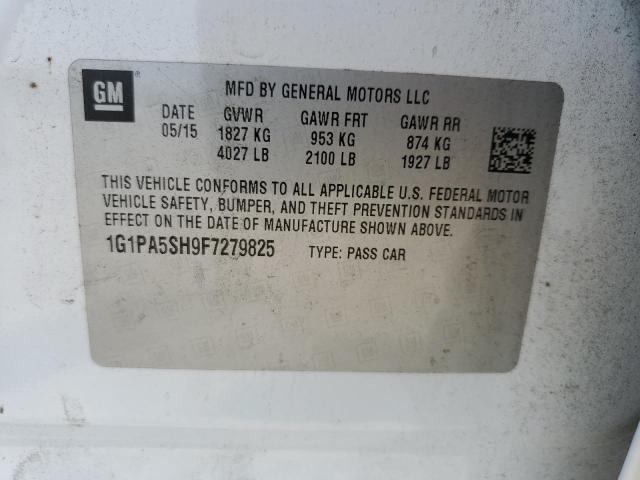 GM ®
MFD BY GENERAL MOTORS LLC
DATE GVWR GAWR FRT GAWR RR
05/15 1827 KG 953 KG 874 KG
4027 LB 2100 LB 1927 LB
THIS VEHICLE CONFORMS TO ALL APPLICABLE U.S. FEDERAL MOTOR
VEHICLE SAFETY, BUMPER, AND THEFT PREVENTION STANDARDS IN
EFFECT ON THE DATE OF MANUFACTURE SHOWN ABOVE.
1G1PA5SH9F7279825 TYPE: PASS CAR